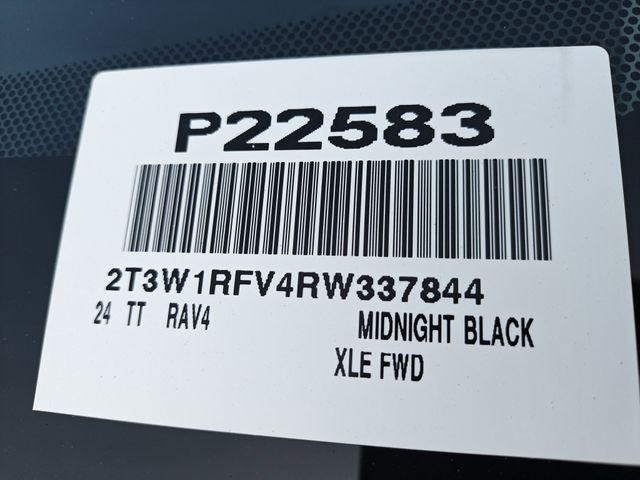 P22583
2T3W1RFV4RW337844
24 TT RAV4 MIDNIGHT BLACK
XLE FWD